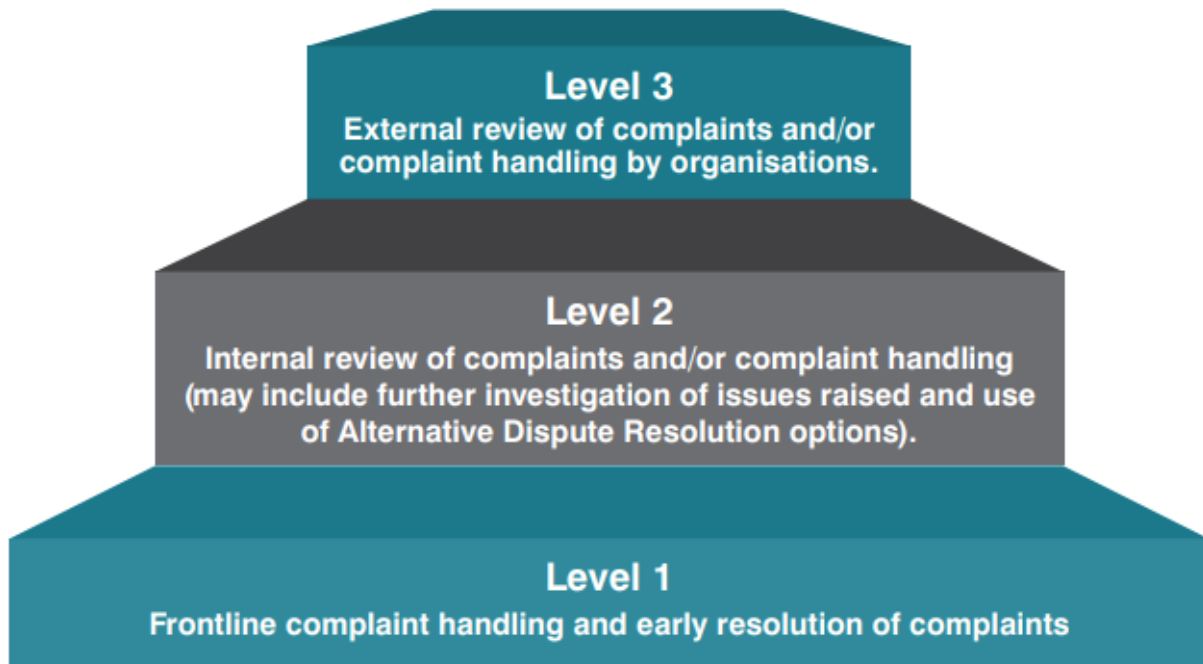 Level 3
External review of complaints and/or
complaint handling by organisations.
Level 2
Internal review of complaints and/or complaint handling
(may include further investigation of issues raised and use
of Alternative Dispute Resolution options).
Level 1
Frontline complaint handling and early resolution of complaints